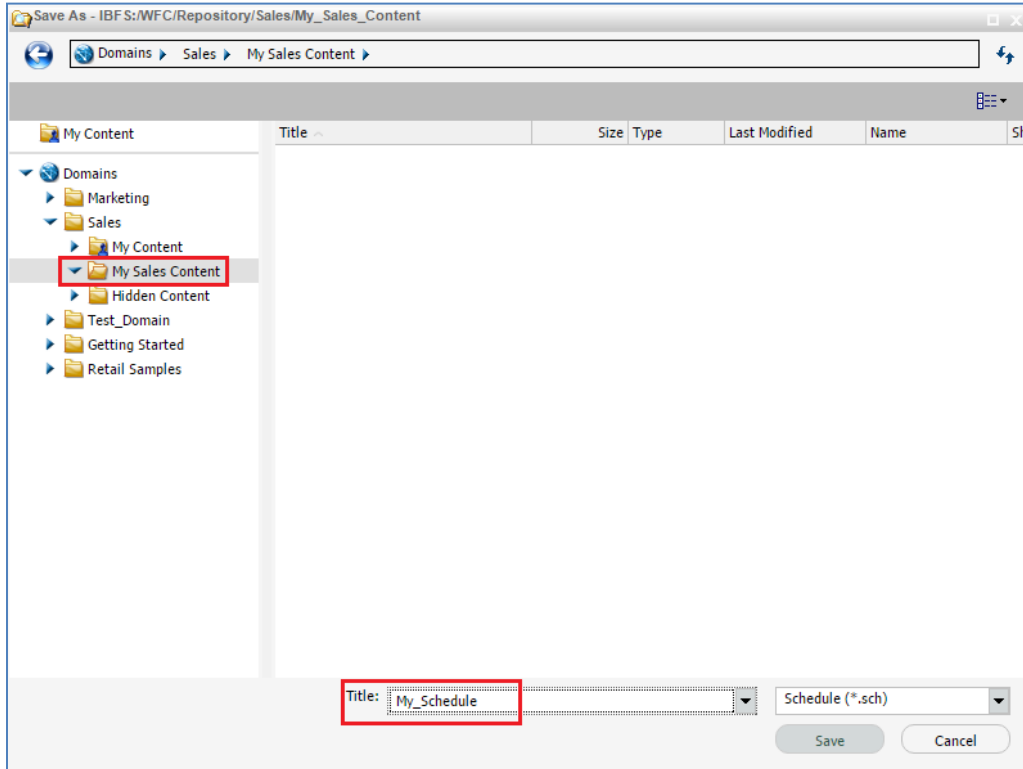 Save As - IBFS:/WFC/Repository/Sales/My_Sales_Content
Domains Sales My Sales Content
My Content
Title Size Type Last Modified Name
Domains
Marketing
Sales
My Content
My Sales Content
Hidden Content
Test_Domain
Getting Started
Retail Samples
Title: My_Schedule Schedule (*.sch)
Save Cancel